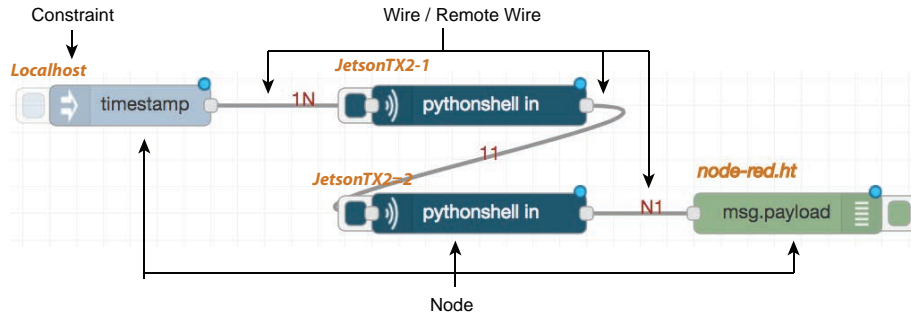 Constraint
Wire / Remote Wire
Localhost
JetsonTX2-1
timestamp
1N
pythonshell in
11
JetsonTX2=2
node-red.ht
pythonshell in
N1
msg.payload
Node